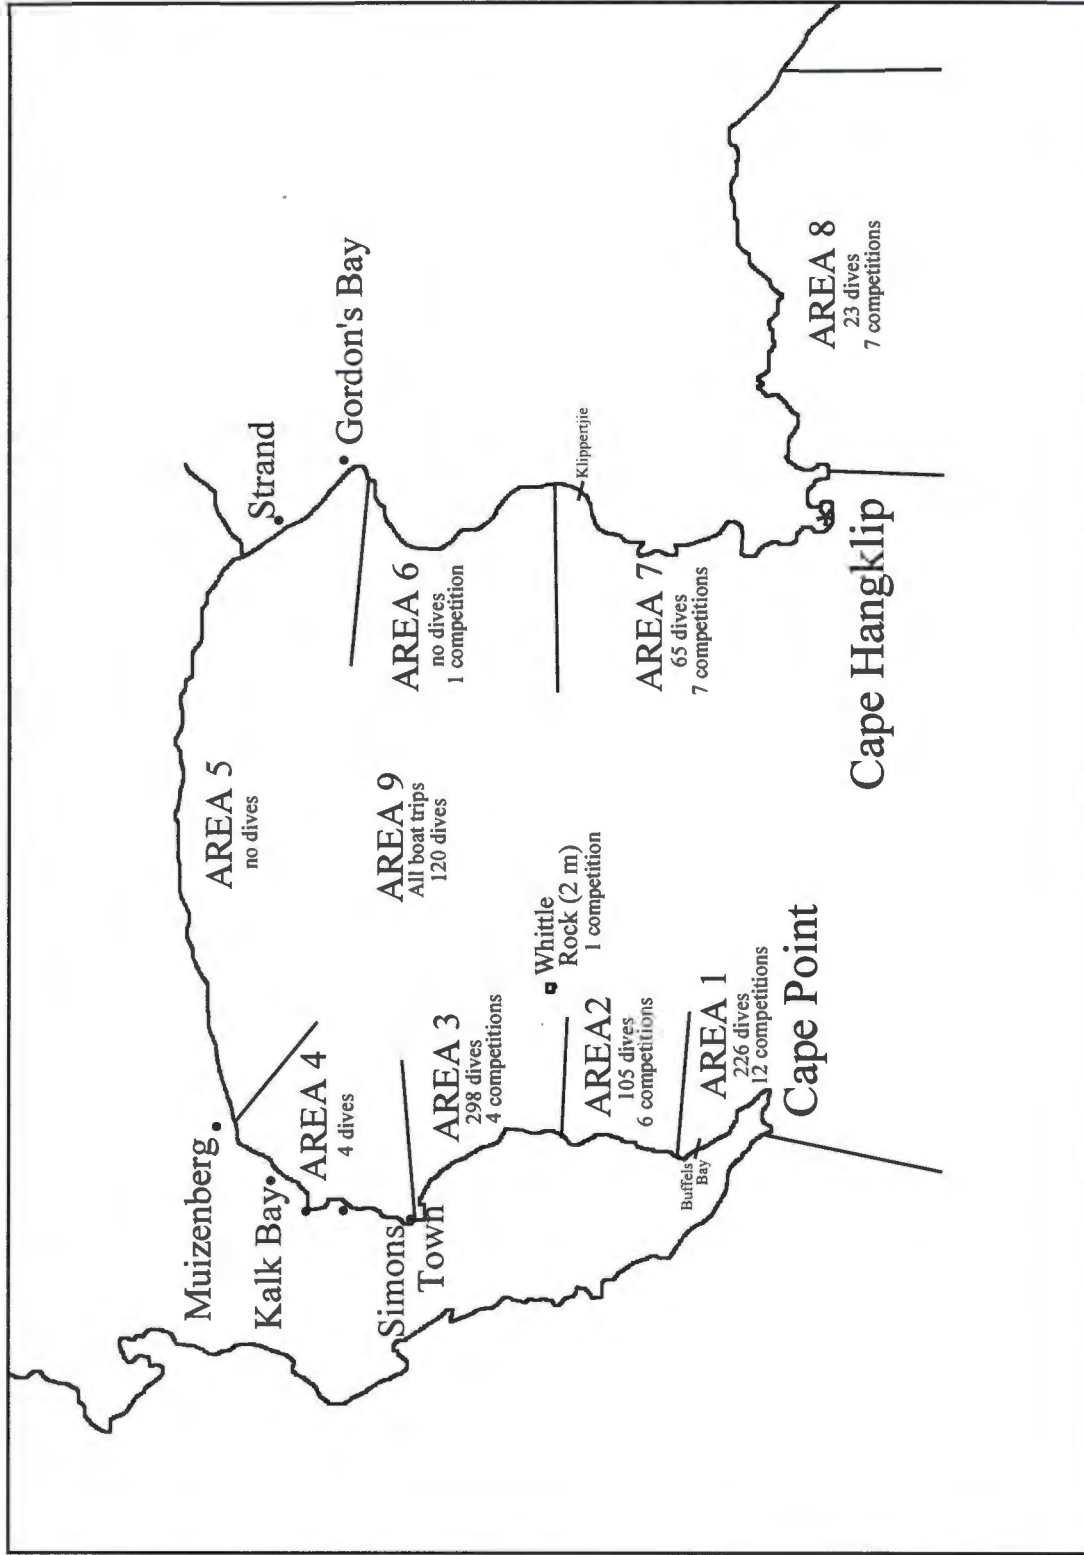 Muizenberg
Kalk Bay
Simons
Town
Strand
Gordon's Bay
AREA 5
no dives
AREA 4
4 dives
AREA 9
All boat trips
120 dives
AREA 6
no dives
1 competition
AREA 3
298 dives
4 competitions
Whittle
Rock (2 m)
1 competition
Klippertjie
AREA2
105 dives
6 competitions
AREA 7
65 dives
7 competitions
Buffels
Bay
AREA 1
226 dives
12 competitions
AREA 8
23 dives
7 competitions
Cape Point
Cape Hangklip